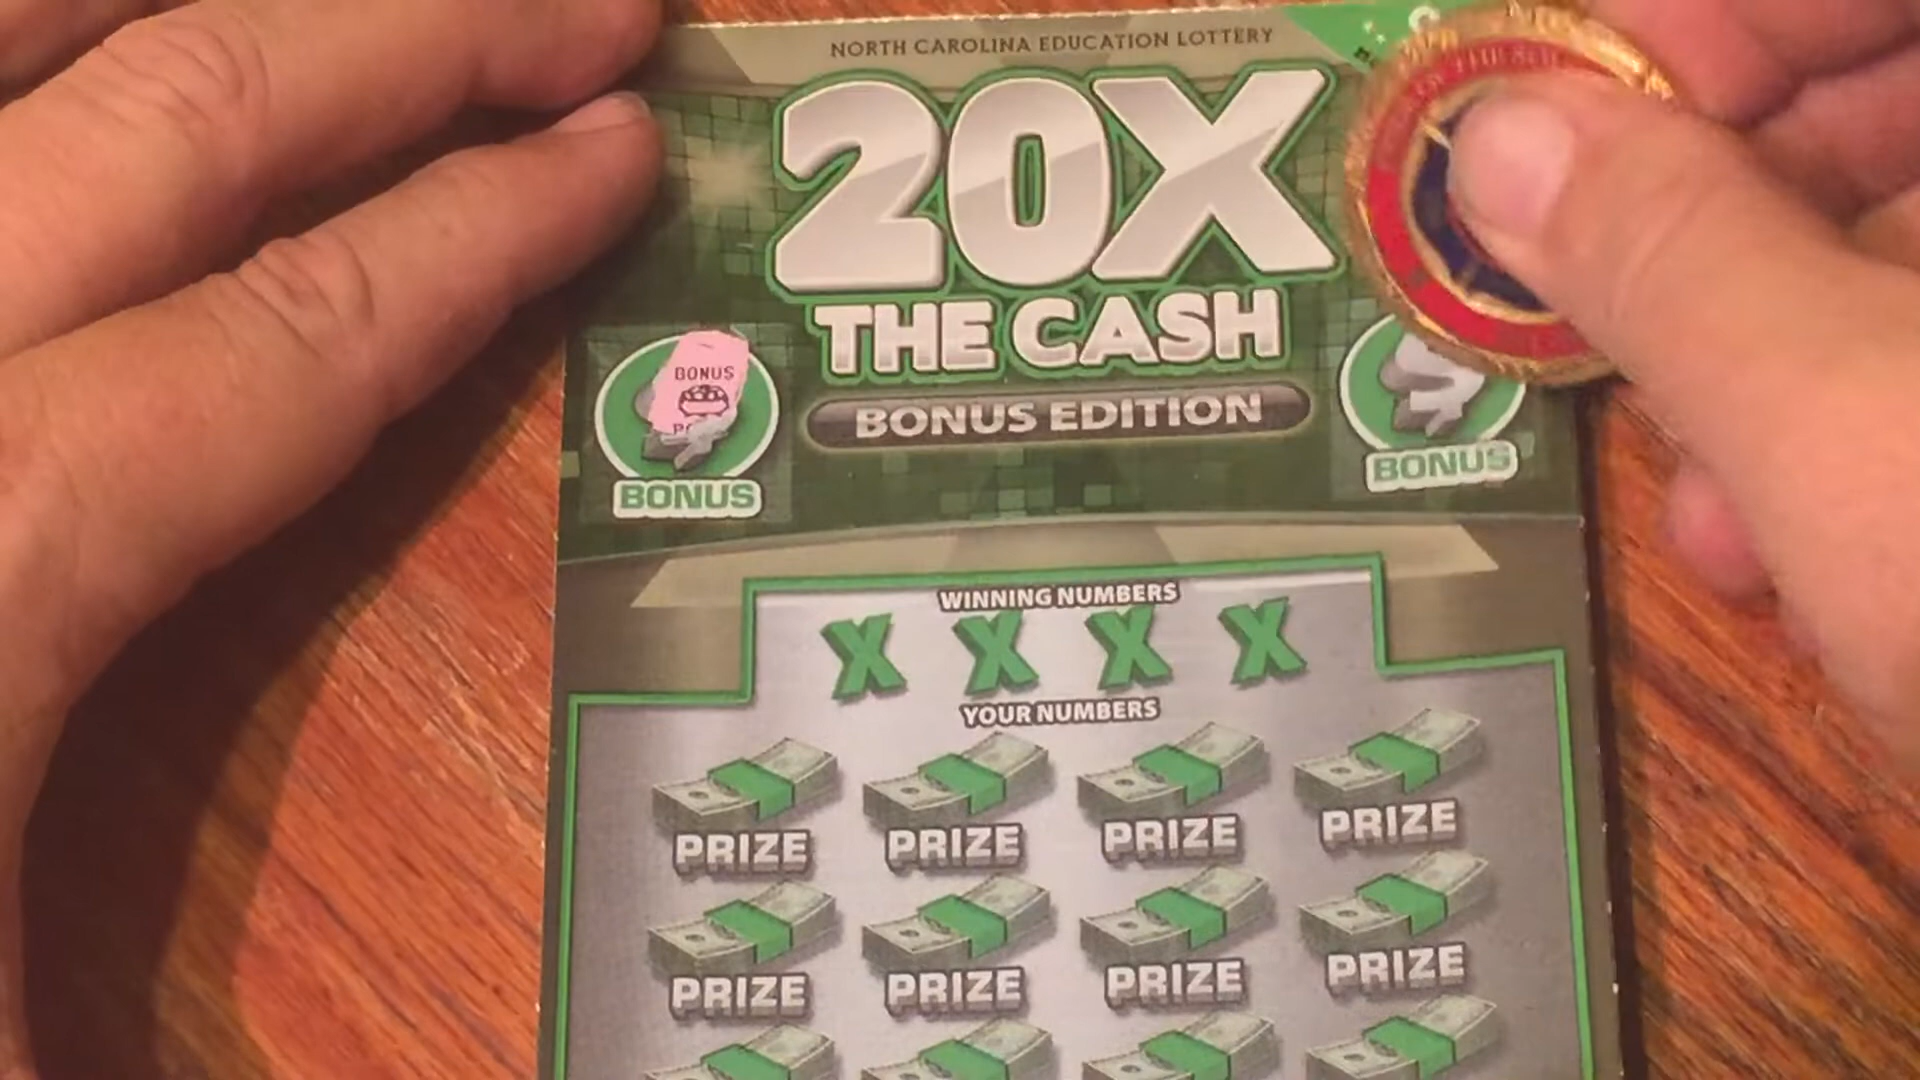 NORTH CAROLINA EDUCATION LOTTERY
20X
THE CASH
BONUS EDITION
BONUS
BONUS
BONUS
WINNING NUMBERS
X X X X
YOUR NUMBERS
PRIZE PRIZE PRIZE PRIZE
PRIZE PRIZE PRIZE PRIZE